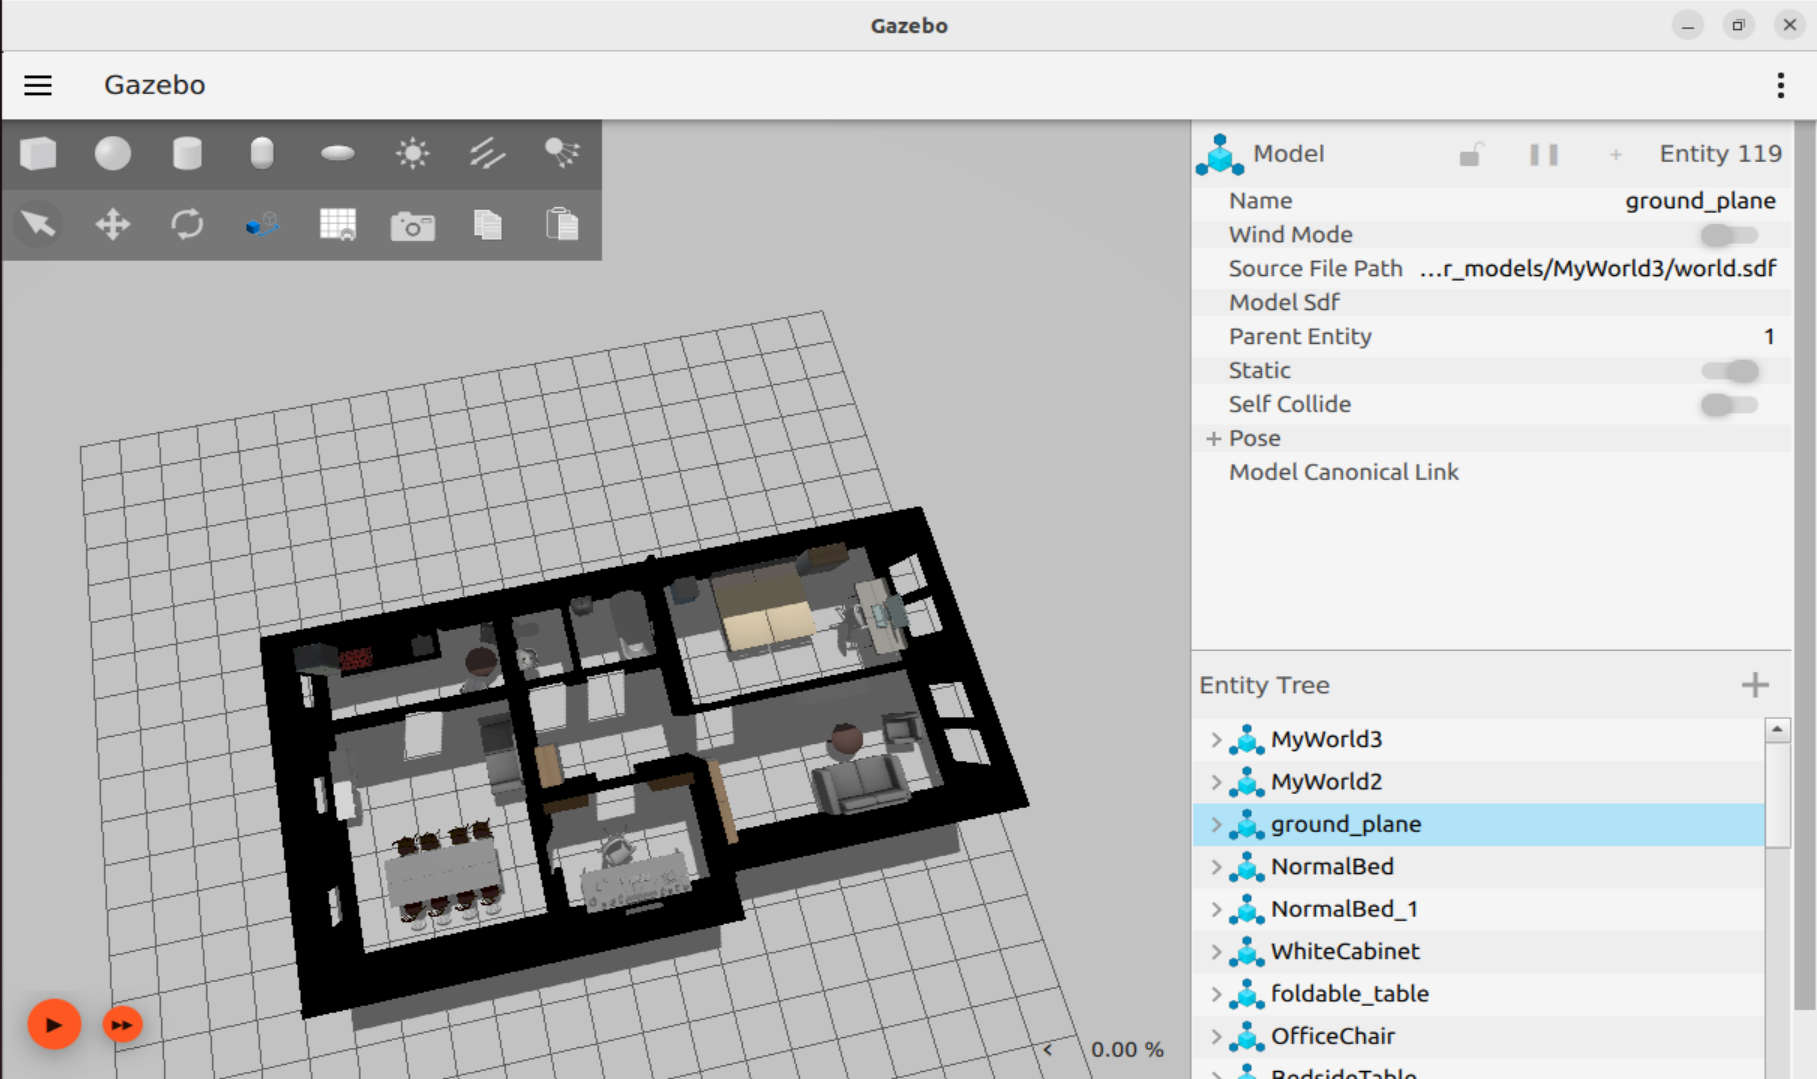 Gazebo
Gazebo
Model
Entity 119
Name ground_plane
Wind Mode
Source File Path ...r_models/MyWorld3/world.sdf
Model Sdf
Parent Entity 1
Static
Self Collide
+ Pose
Model Canonical Link
Entity Tree
MyWorld3
MyWorld2
ground_plane
NormalBed
NormalBed_1
WhiteCabinet
foldable_table
OfficeChair
BedsideTable
0.00 %